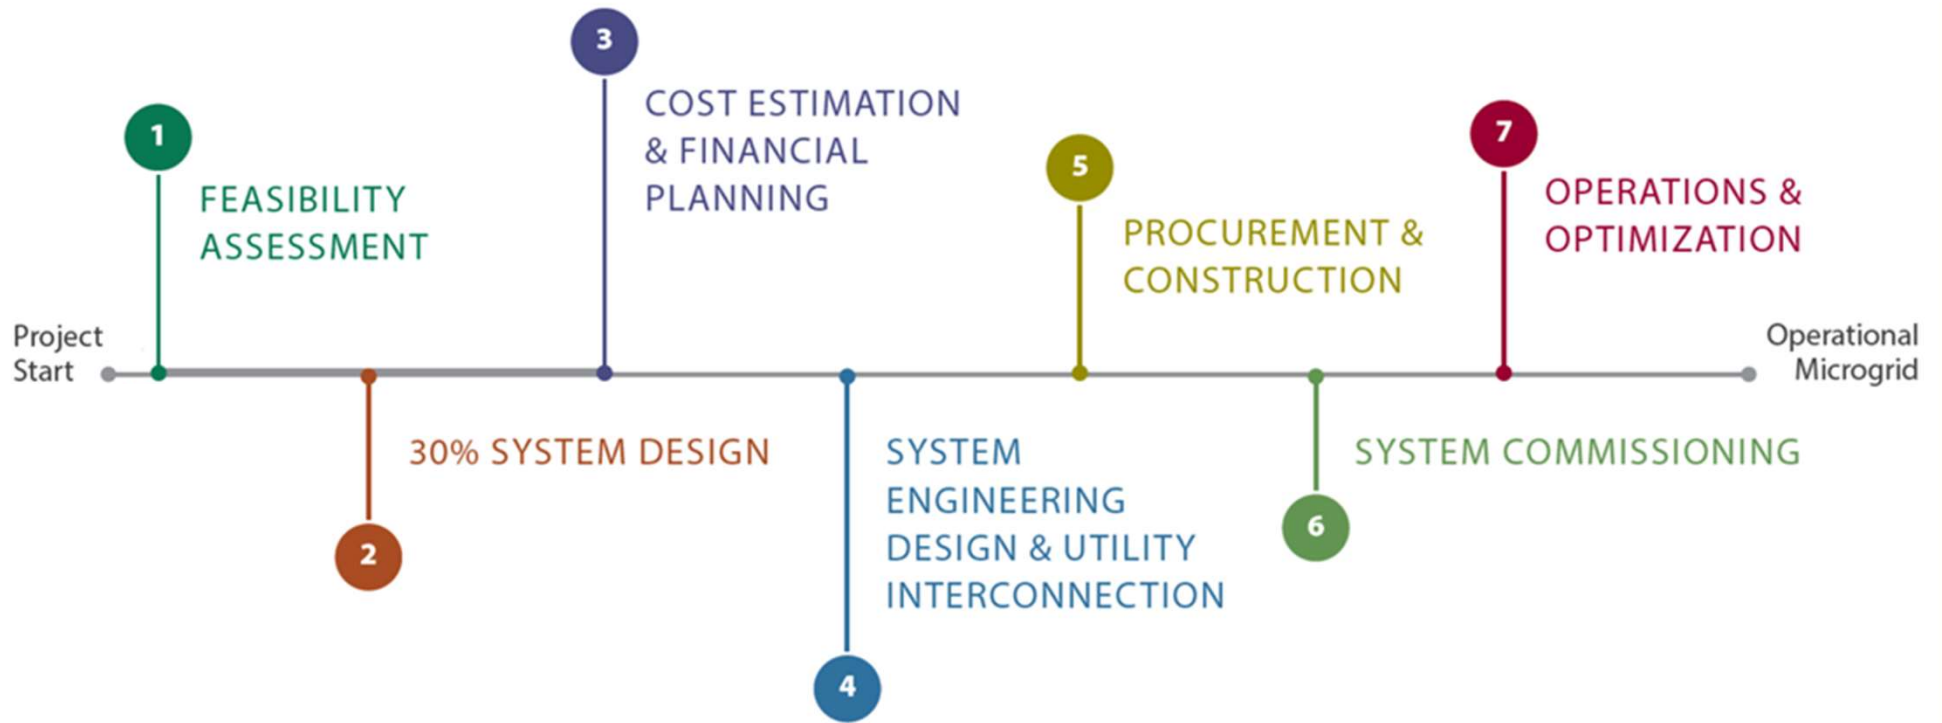 Project
Start
1
FEASIBILITY
ASSESSMENT
2
30% SYSTEM DESIGN
3
COST ESTIMATION
& FINANCIAL
PLANNING
4
SYSTEM
ENGINEERING
DESIGN & UTILITY
INTERCONNECTION
5
PROCUREMENT &
CONSTRUCTION
6
SYSTEM COMMISSIONING
7
OPERATIONS &
OPTIMIZATION
Operational
Microgrid